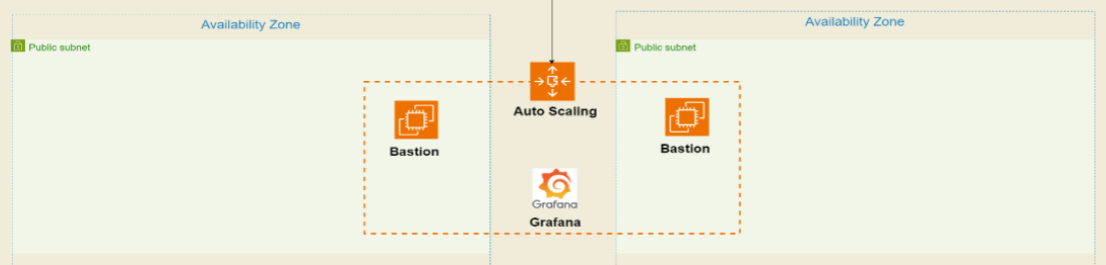 Availability Zone
Availability Zone
Public subnet
Public subnet
Auto Scaling
Bastion
Bastion
Grafana
Grafana